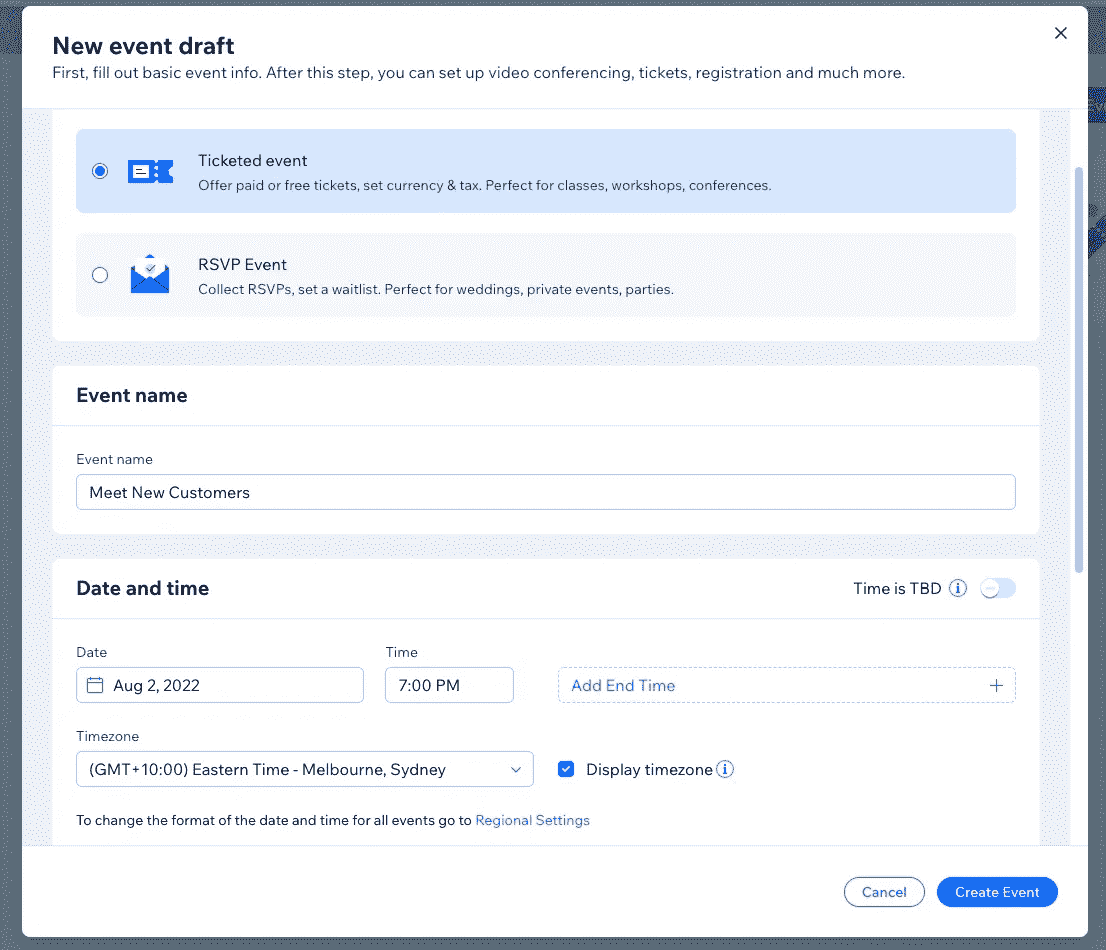 New event draft
First, fill out basic event info. After this step, you can set up video conferencing, tickets, registration and much more.
Ticketed event
Offer paid or free tickets, set currency & tax. Perfect for classes, workshops, conferences.
RSVP Event
Collect RSVPs, set a waitlist. Perfect for weddings, private events, parties.
Event name
Event name
Meet New Customers
Date and time
Time is TBD
Date
Time
Aug 2, 2022
7:00 PM
Add End Time
Timezone
(GMT+10:00) Eastern Time - Melbourne, Sydney
Display timezone
To change the format of the date and time for all events go to Regional Settings
Cancel
Create Event